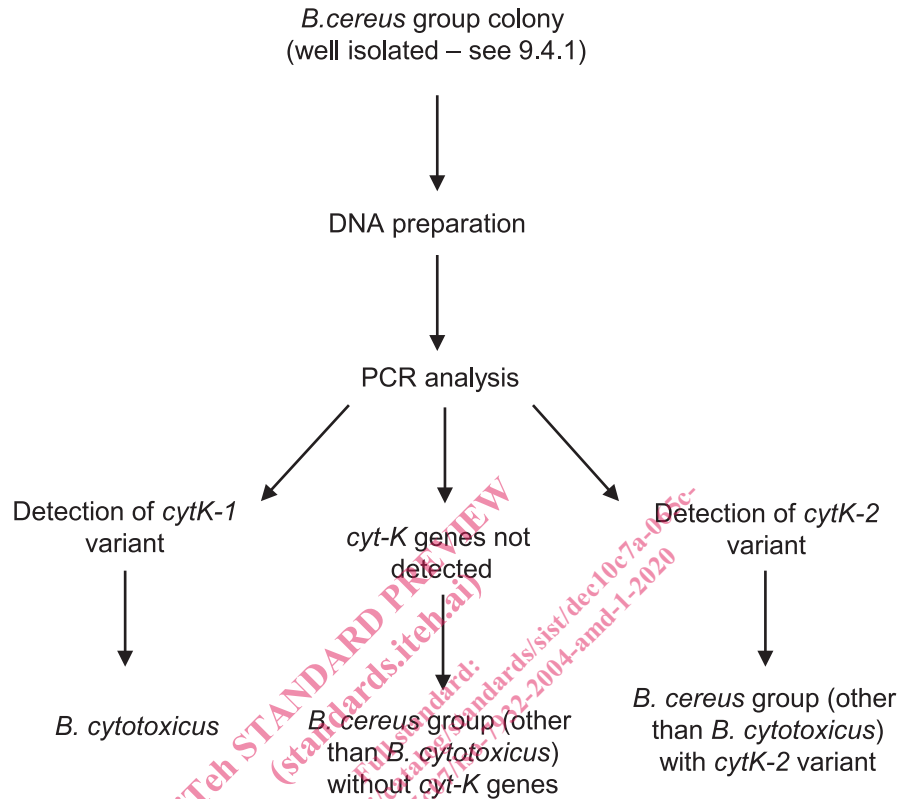 B.cereus group colony
(well isolated – see 9.4.1)
DNA preparation
PCR analysis
Detection of cytK-1
variant
cyt-K genes not
detected
Detection of cytK-2
variant
B. cytotoxicus
B. cereus group (other
than B. cytotoxicus)
without cyt-K genes
B. cereus group (other
than B. cytotoxicus)
with cytK-2 variant
STANDARD PREVIEW
(standards.iteh.ai)
Full standard: